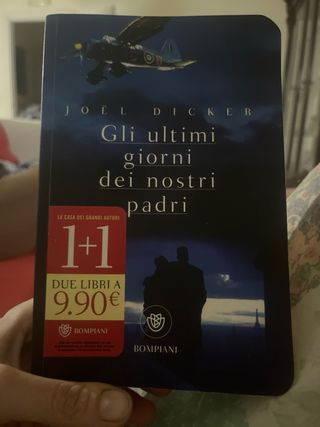 JOËL DICKER
Gli ultimi
giorni
dei nostri
padri
LA CASA DEI GRANDI AUTORI
1+1
DUE LIBRI A
9.90€
BOMPIANI
BOMPIANI